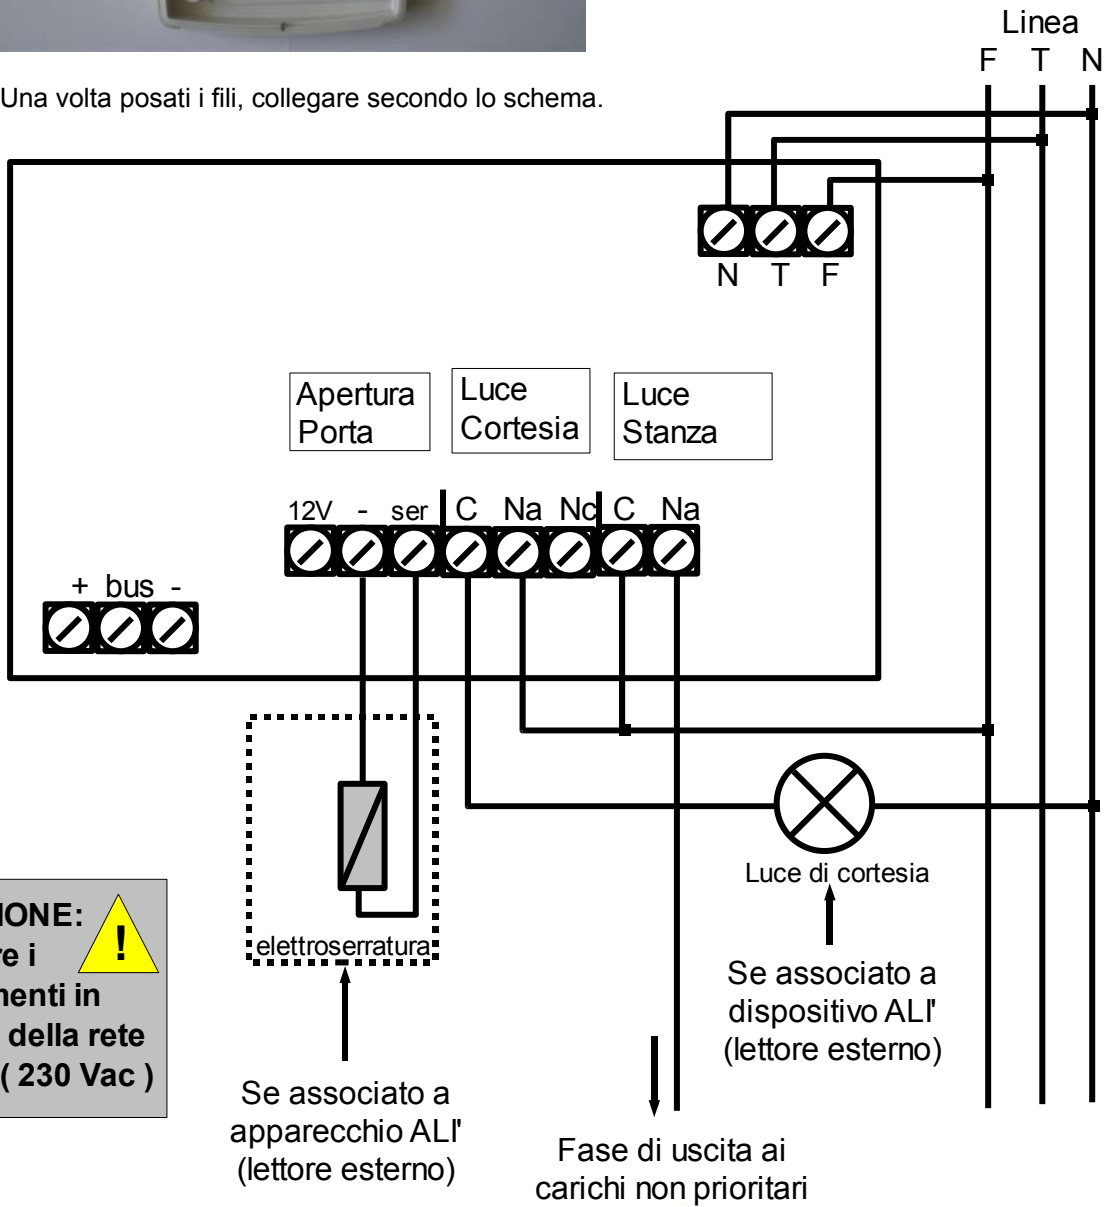 Linea
F T N
Una volta posati i fili, collegare secondo lo schema.
N T F
Apertura
Porta
Luce
Cortesia
Luce
Stanza
12V - ser C Na Nc C Na
+ bus -
Luce di cortesia
elettroserratura
IONE:
!
re i
menti in
della rete
( 230 Vac )
Se associato a
dispositivo ALI'
(lettore esterno)
Se associato a
apparecchio ALI'
(lettore esterno)
Fase di uscita ai
carichi non prioritari